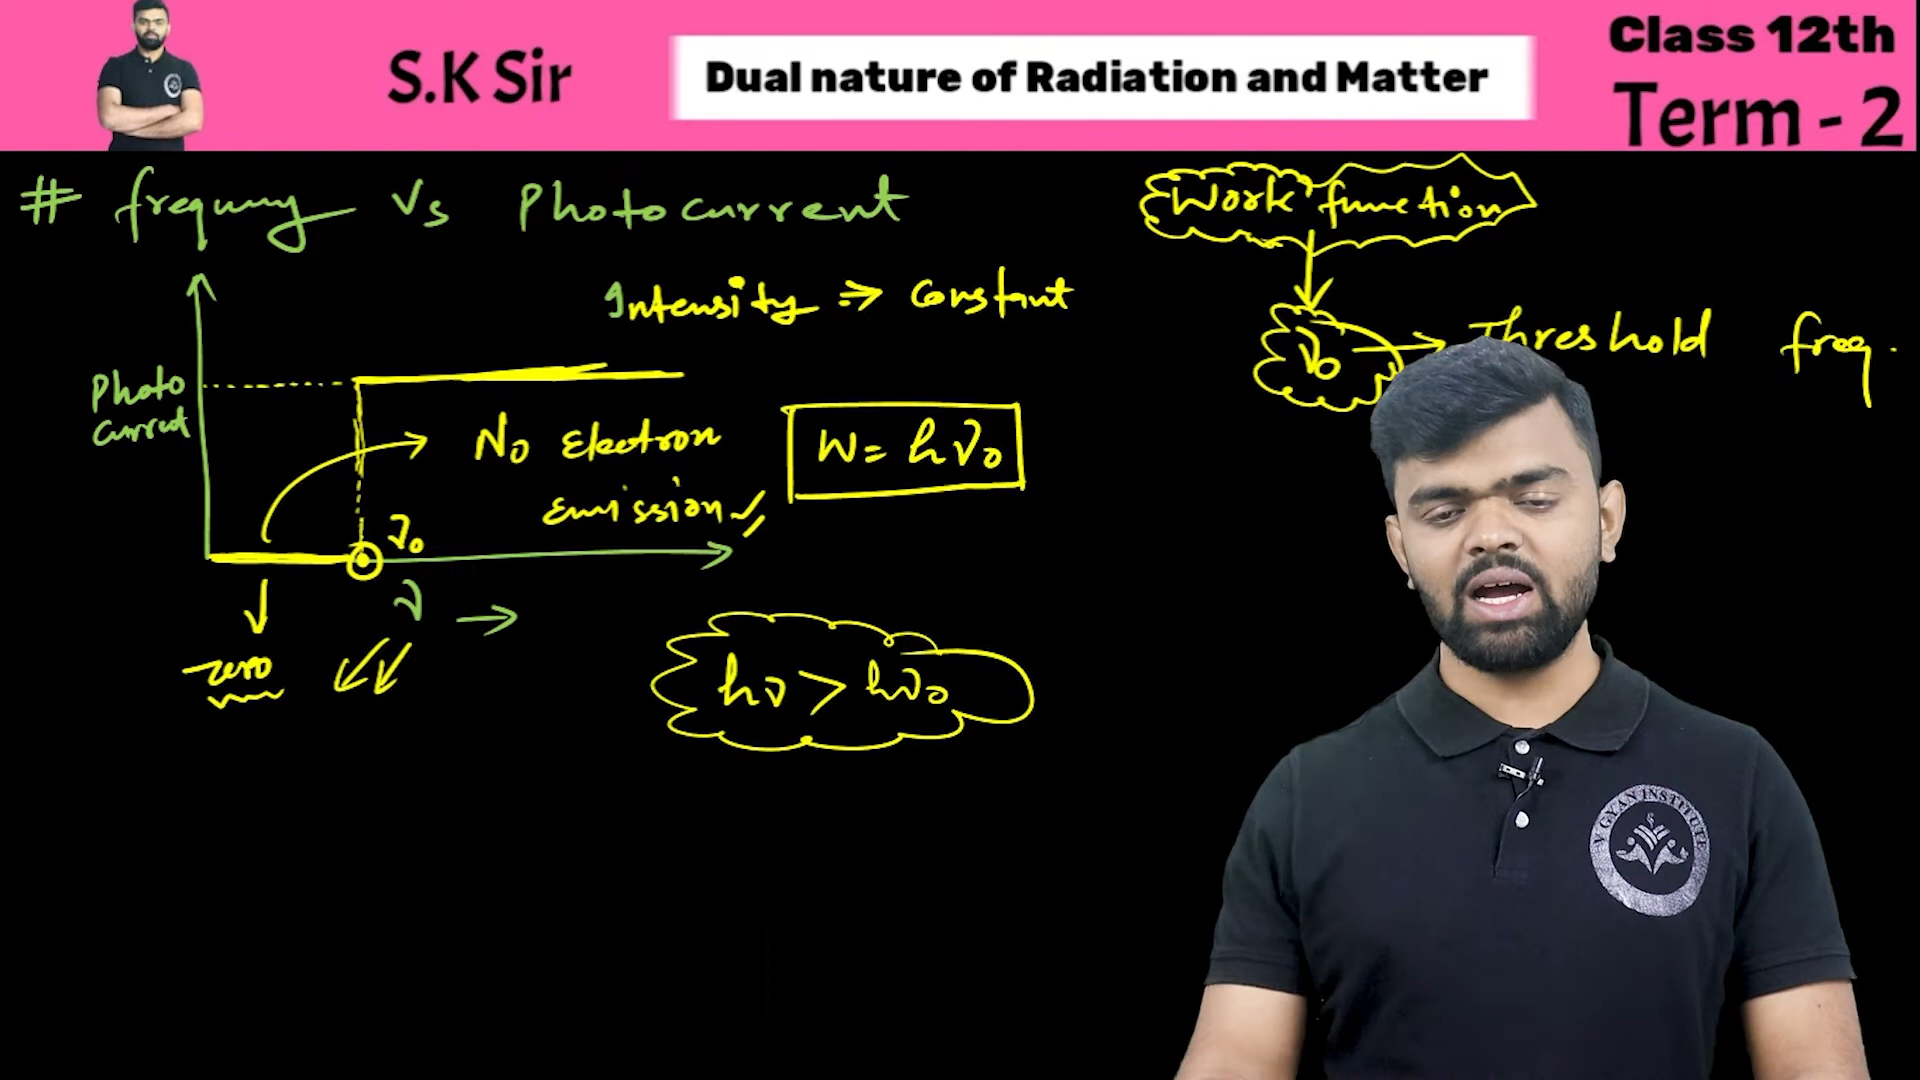 S.K Sir
Dual nature of Radiation and Matter
Class 12th
Term - 2
# frequency Vs Photocurrent
Intensity ⇒ Constant
Photo
current
No Electron
Emission
W = hν₀
ν₀
ν →
zero
hν > hν₀
Work function
ν₀ → Threshold freq.